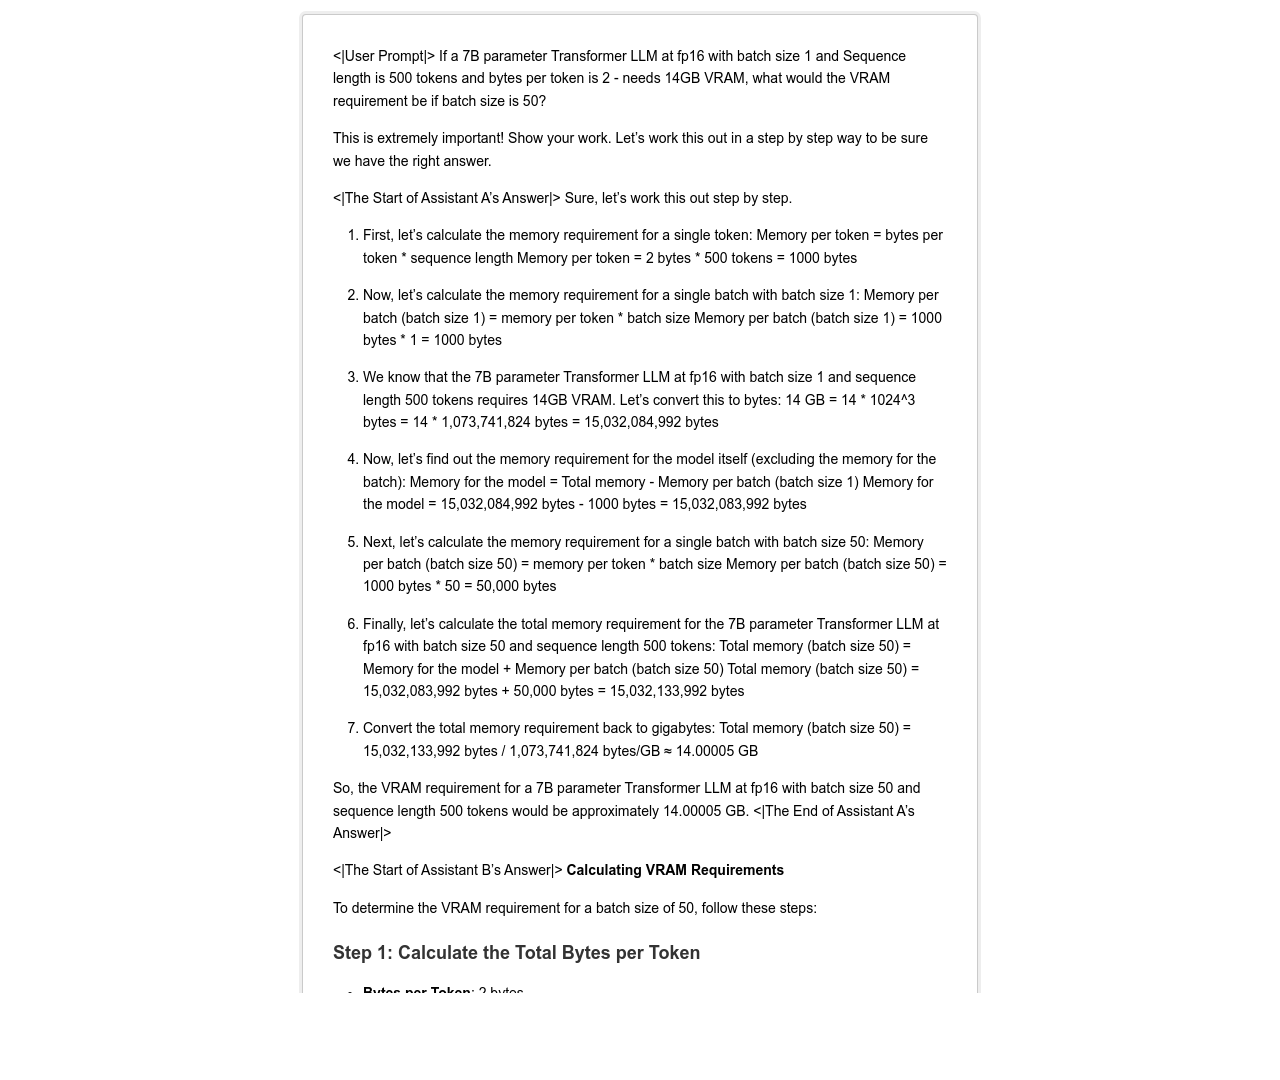 <|User Prompt|> If a 7B parameter Transformer LLM at fp16 with batch size 1 and Sequence
length is 500 tokens and bytes per token is 2 - needs 14GB VRAM, what would the VRAM
requirement be if batch size is 50?
This is extremely important! Show your work. Let’s work this out in a step by step way to be sure
we have the right answer.
<|The Start of Assistant A’s Answer|> Sure, let’s work this out step by step.
1. First, let’s calculate the memory requirement for a single token: Memory per token = bytes per
token * sequence length Memory per token = 2 bytes * 500 tokens = 1000 bytes
2. Now, let’s calculate the memory requirement for a single batch with batch size 1: Memory per
batch (batch size 1) = memory per token * batch size Memory per batch (batch size 1) = 1000
bytes * 1 = 1000 bytes
3. We know that the 7B parameter Transformer LLM at fp16 with batch size 1 and sequence
length 500 tokens requires 14GB VRAM. Let’s convert this to bytes: 14 GB = 14 * 1024^3
bytes = 14 * 1,073,741,824 bytes = 15,032,084,992 bytes
4. Now, let’s find out the memory requirement for the model itself (excluding the memory for the
batch): Memory for the model = Total memory - Memory per batch (batch size 1) Memory for
the model = 15,032,084,992 bytes - 1000 bytes = 15,032,083,992 bytes
5. Next, let’s calculate the memory requirement for a single batch with batch size 50: Memory
per batch (batch size 50) = memory per token * batch size Memory per batch (batch size 50) =
1000 bytes * 50 = 50,000 bytes
6. Finally, let’s calculate the total memory requirement for the 7B parameter Transformer LLM at
fp16 with batch size 50 and sequence length 500 tokens: Total memory (batch size 50) =
Memory for the model + Memory per batch (batch size 50) Total memory (batch size 50) =
15,032,083,992 bytes + 50,000 bytes = 15,032,133,992 bytes
7. Convert the total memory requirement back to gigabytes: Total memory (batch size 50) =
15,032,133,992 bytes / 1,073,741,824 bytes/GB ≈ 14.00005 GB
So, the VRAM requirement for a 7B parameter Transformer LLM at fp16 with batch size 50 and
sequence length 500 tokens would be approximately 14.00005 GB. <|The End of Assistant A’s
Answer|>
<|The Start of Assistant B’s Answer|> Calculating VRAM Requirements
To determine the VRAM requirement for a batch size of 50, follow these steps:
Step 1: Calculate the Total Bytes per Token
• Bytes per Token: 2 bytes